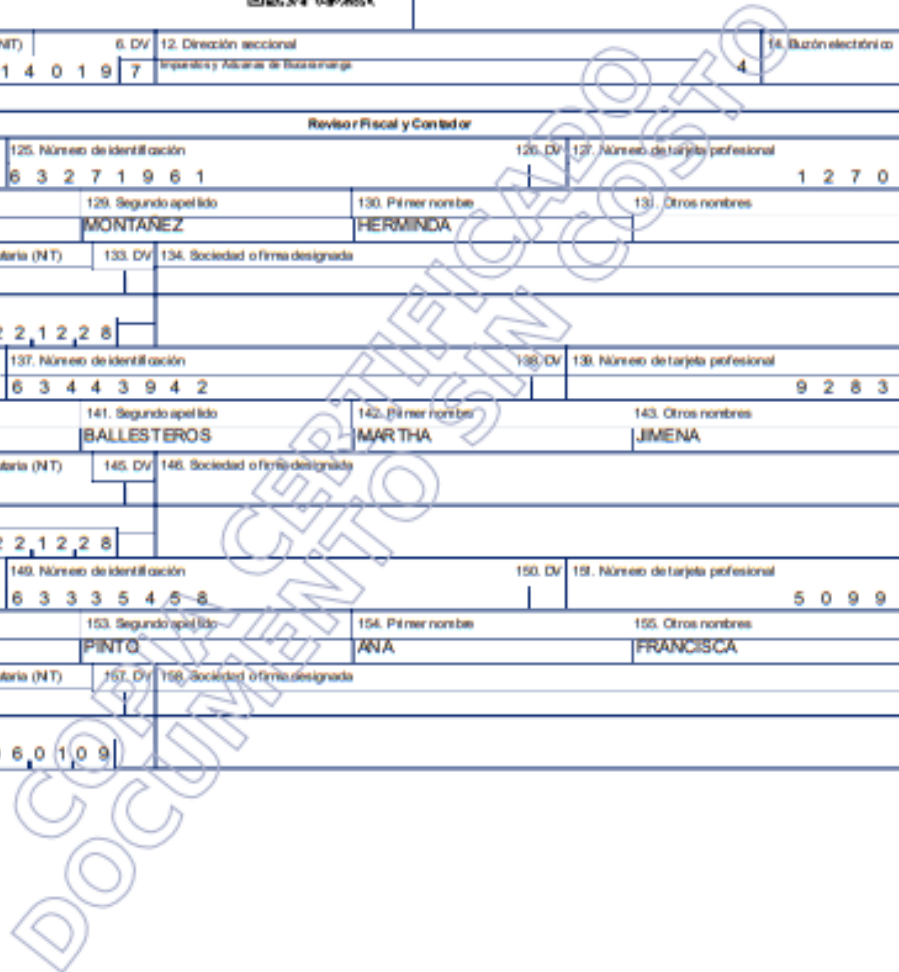 NIT) 6. DV 12. Dirección seccional 14. Buzón electrónico
1 4 0 1 9 7 Impuestos y Aduanas de Bucaramanga 4
Revisor Fiscal y Contador
125. Número de identificación 126. DV 127. Número de tarjeta profesional
6 3 2 7 1 9 6 1 1 2 7 0
129. Segundo apellido 130. Primer nombre 131. Otros nombres
MONTAÑEZ HERMINDA
taria (NIT) 133. DV 134. Sociedad o firma designada
2 2 1 2 2 8
137. Número de identificación 138. DV 139. Número de tarjeta profesional
6 3 4 4 3 9 4 2 9 2 8 3
141. Segundo apellido 142. Primer nombre 143. Otros nombres
BALLESTEROS MARTHA JIMENA
taria (NIT) 145. DV 146. Sociedad o firma designada
2 2 1 2 2 8
149. Número de identificación 150. DV 151. Número de tarjeta profesional
6 3 3 3 5 4 5 8 5 0 9 9
153. Segundo apellido 154. Primer nombre 155. Otros nombres
PINTO ANA FRANCISCA
taria (NIT) 157. DV 158. Sociedad o firma designada
6 0 1 0 9
COPIA CERTIFICADO
DOCUMENTO SIN COSTO